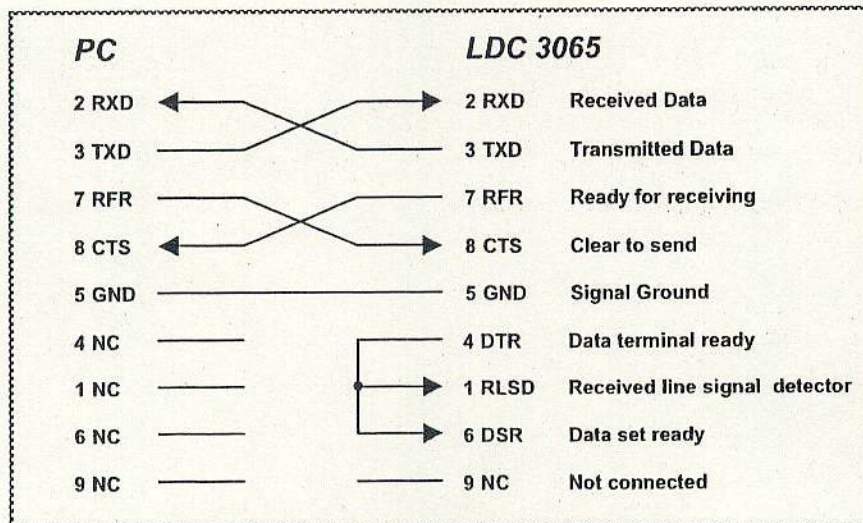 PC LDC 3065
2 RXD 2 RXD Received Data
3 TXD 3 TXD Transmitted Data
7 RFR 7 RFR Ready for receiving
8 CTS 8 CTS Clear to send
5 GND 5 GND Signal Ground
4 NC 4 DTR Data terminal ready
1 NC 1 RLSD Received line signal detector
6 NC 6 DSR Data set ready
9 NC 9 NC Not connected